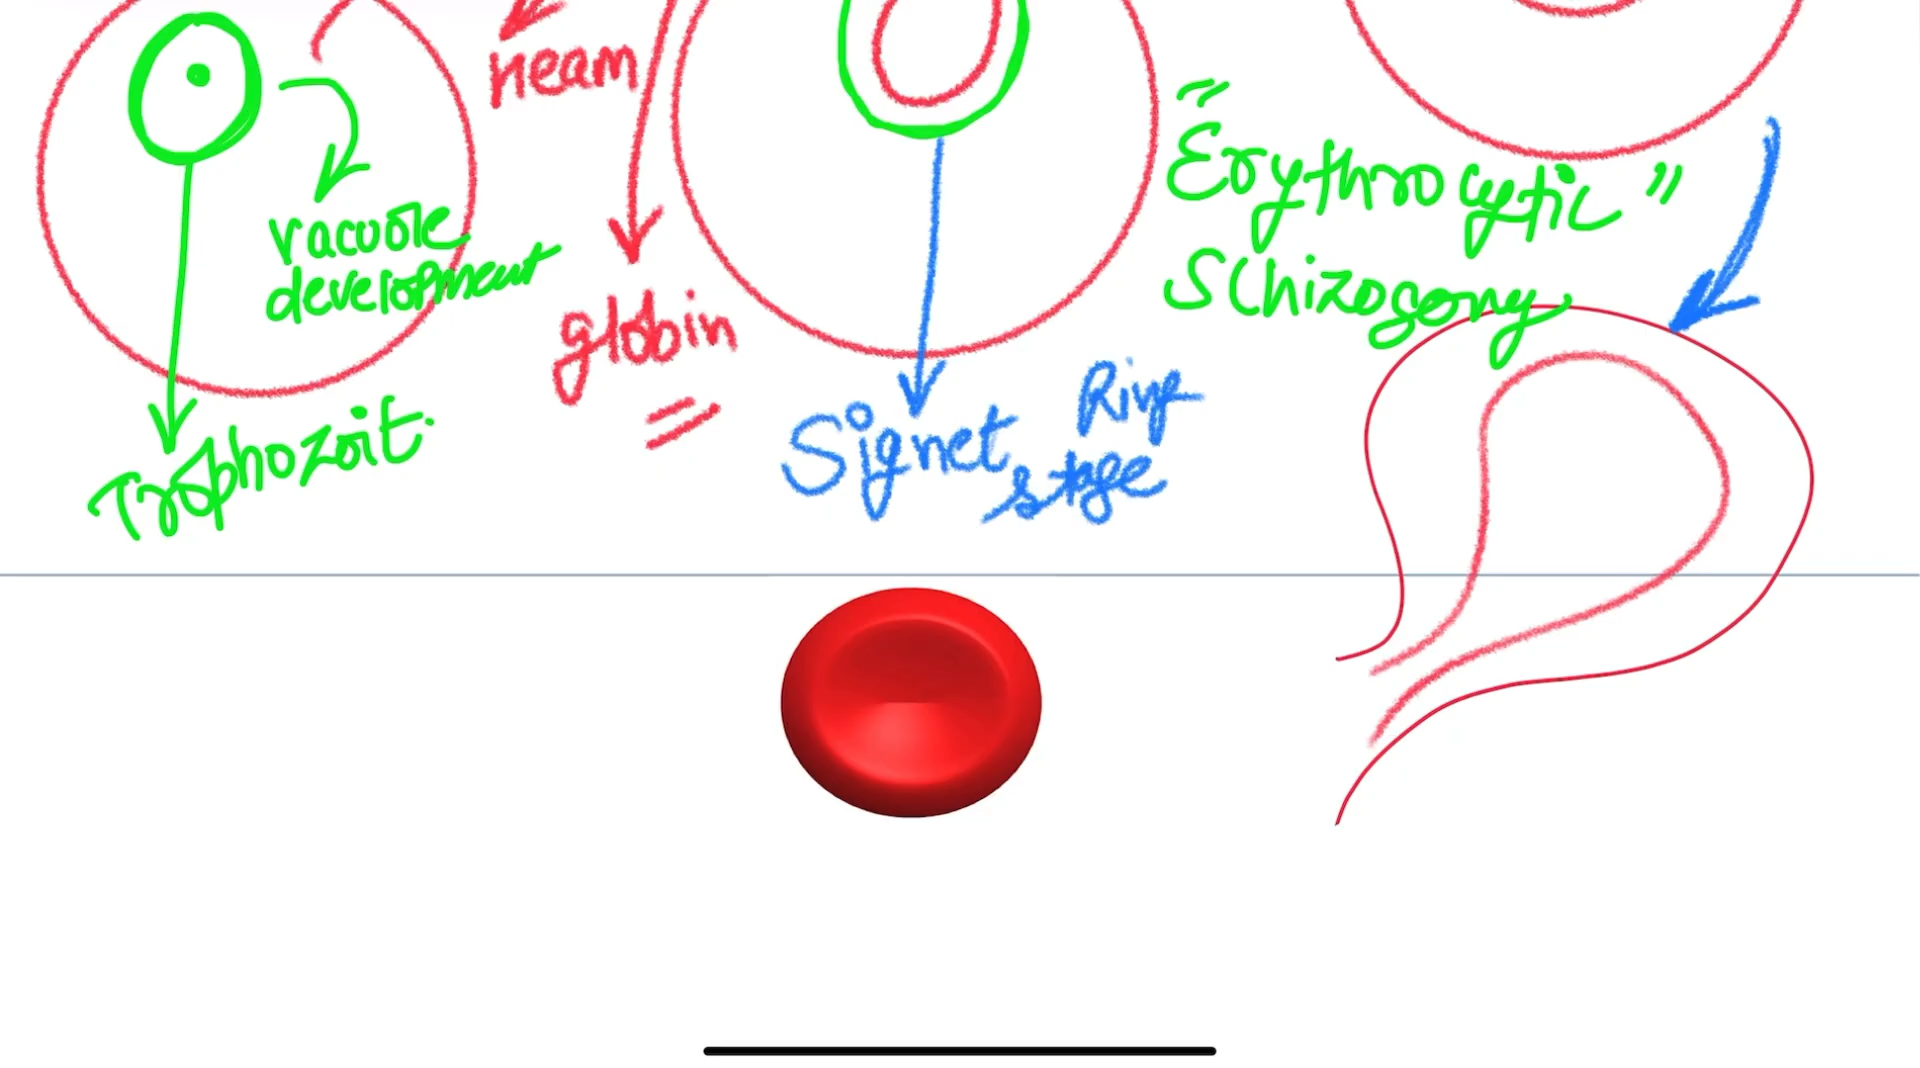 heam
vacuole
development
globin
Trophozoit
"Erythrocytic"
Schizogony
Signet Ring
stage